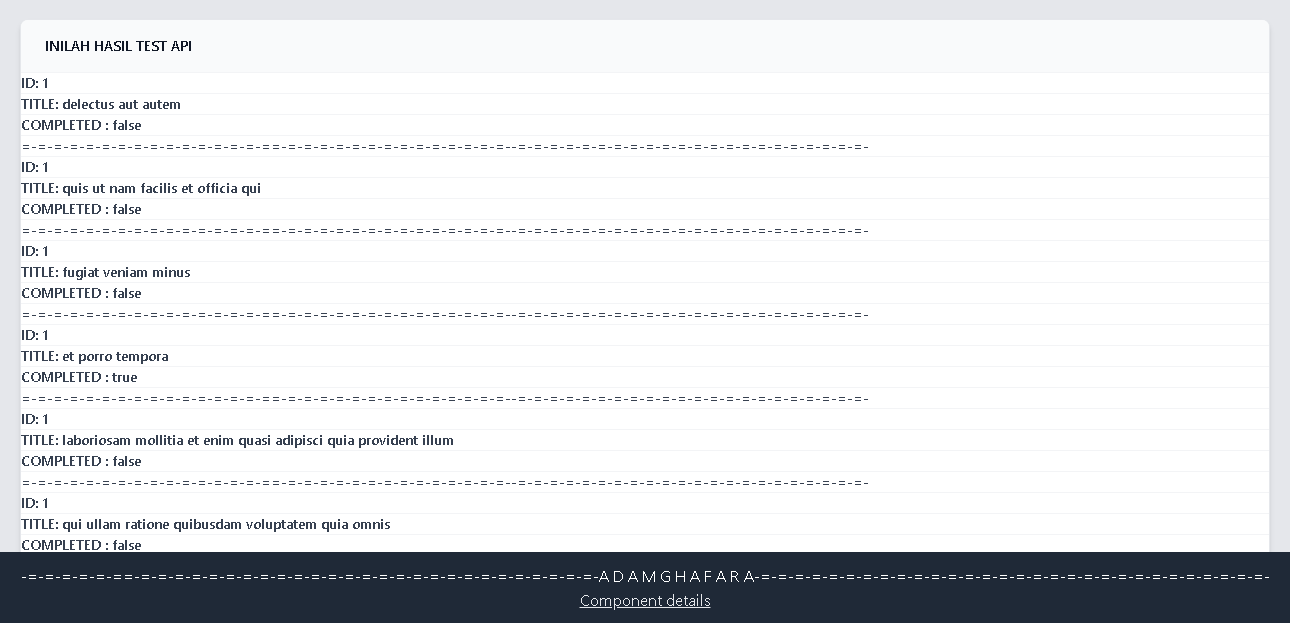 INILAH HASIL TEST API
ID: 1
TITLE: delectus aut autem
COMPLETED : false
=-=-=-=-=-=-=-=-=-=-=-=-=-=-=-==-=-=-=-=-=-=-=-=-=-=-=-=-=-=--=-=-=-=-=-=-=-=-=-=-=-=-=-=-=-=-=-=-=-=-=-=-
ID: 1
TITLE: quis ut nam facilis et officia qui
COMPLETED : false
=-=-=-=-=-=-=-=-=-=-=-=-=-=-=-==-=-=-=-=-=-=-=-=-=-=-=-=-=-=--=-=-=-=-=-=-=-=-=-=-=-=-=-=-=-=-=-=-=-=-=-=-
ID: 1
TITLE: fugiat veniam minus
COMPLETED : false
=-=-=-=-=-=-=-=-=-=-=-=-=-=-=-==-=-=-=-=-=-=-=-=-=-=-=-=-=-=--=-=-=-=-=-=-=-=-=-=-=-=-=-=-=-=-=-=-=-=-=-=-
ID: 1
TITLE: et porro tempora
COMPLETED : true
=-=-=-=-=-=-=-=-=-=-=-=-=-=-=-==-=-=-=-=-=-=-=-=-=-=-=-=-=-=--=-=-=-=-=-=-=-=-=-=-=-=-=-=-=-=-=-=-=-=-=-=-
ID: 1
TITLE: laboriosam mollitia et enim quasi adipisci quia provident illum
COMPLETED : false
=-=-=-=-=-=-=-=-=-=-=-=-=-=-=-==-=-=-=-=-=-=-=-=-=-=-=-=-=-=--=-=-=-=-=-=-=-=-=-=-=-=-=-=-=-=-=-=-=-=-=-=-
ID: 1
TITLE: qui ullam ratione quibusdam voluptatem quia omnis
COMPLETED : false
-=-=-=-=-=-==-=-=-=-=-=-=-=-=-=-=-=-=-=-=-=-=-=-=-=-=-=-=-=-=-=-=-=-A D A M G H A F A R A-=-=-=-=-=-=-=-=-=-=-=-=-=-=-=-=-=-=-=-=-=-=-=-=-=-=-=-=-=-=-
Component details